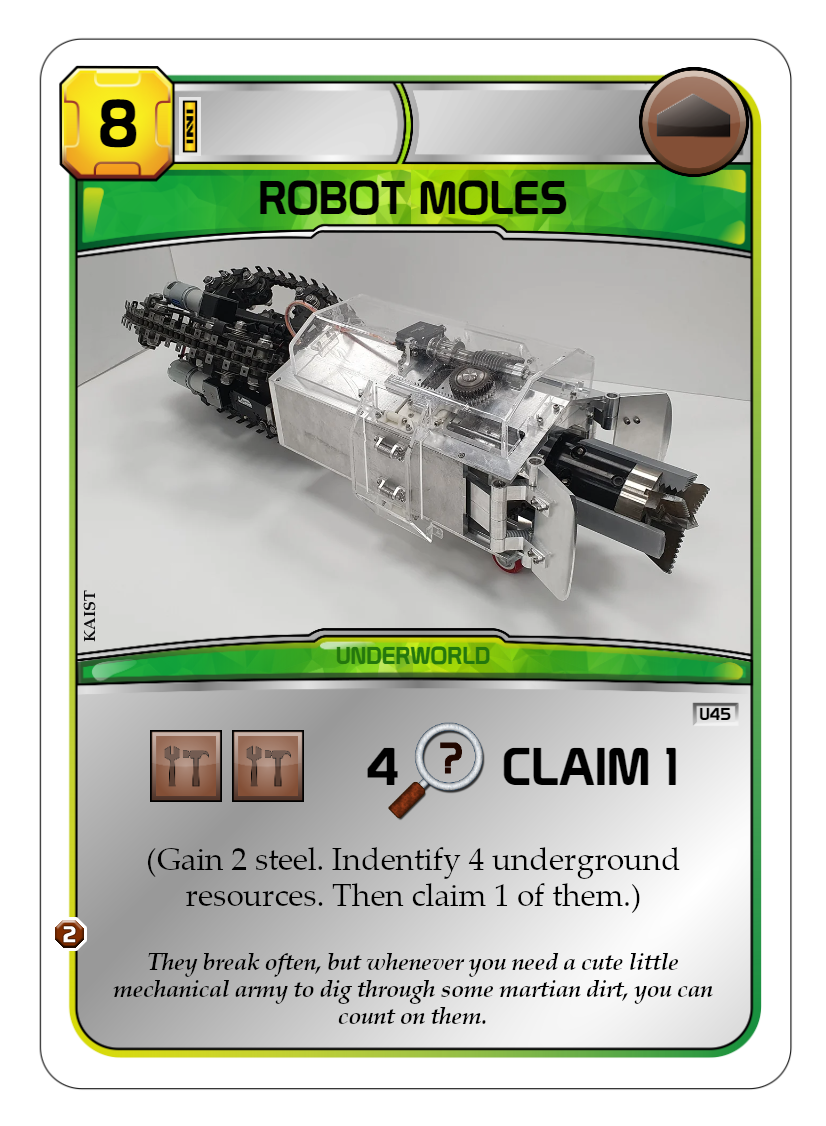 8
ROBOT MOLES
KAIST
UNDERWORLD
U45
4 ? CLAIM 1
(Gain 2 steel. Indentify 4 underground
resources. Then claim 1 of them.)
2
They break often, but whenever you need a cute little
mechanical army to dig through some martian dirt, you can
count on them.